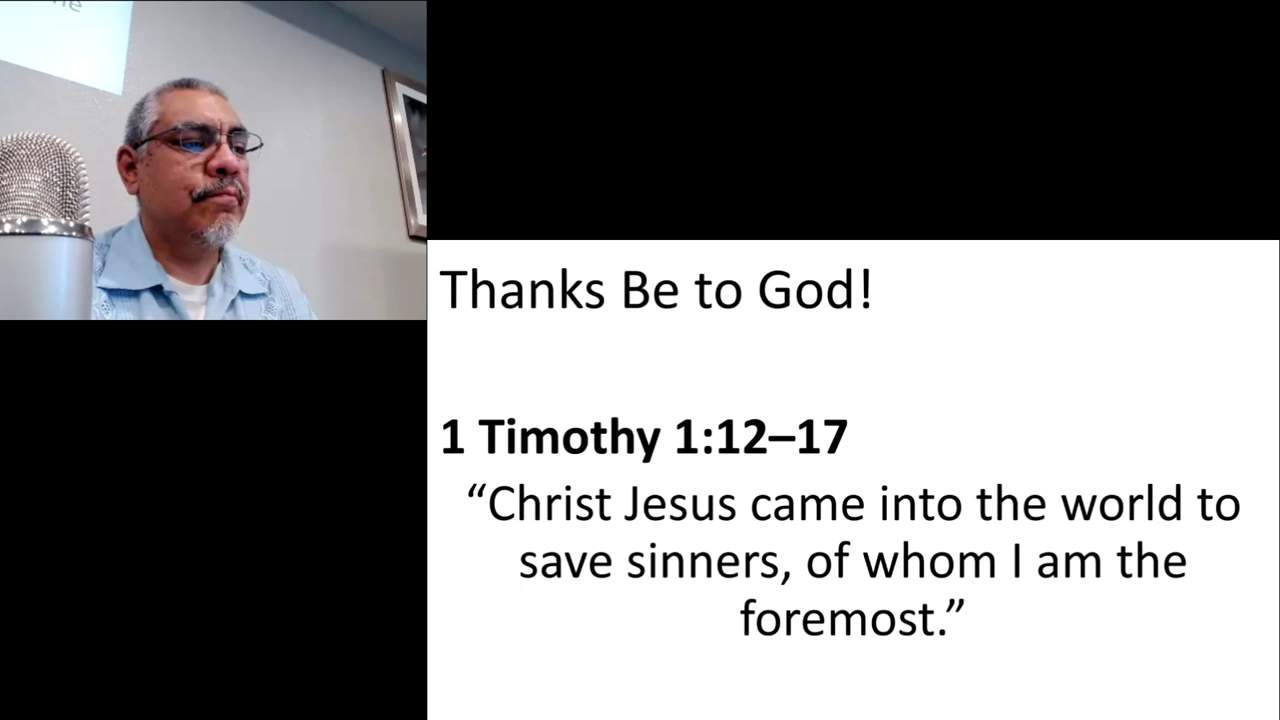 Thanks Be to God!
1 Timothy 1:12–17
“Christ Jesus came into the world to
save sinners, of whom I am the
foremost.”